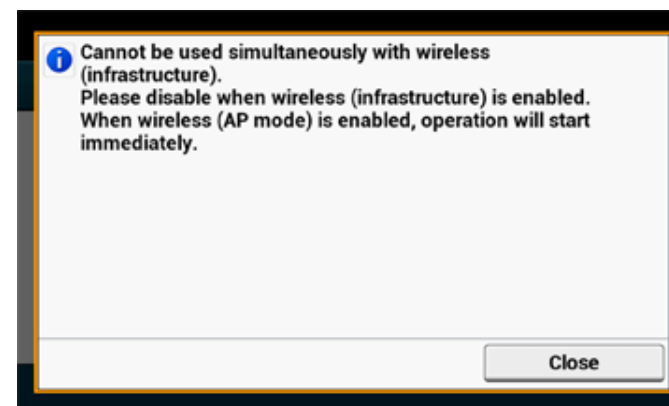 Cannot be used simultaneously with wireless
(infrastructure).
Please disable when wireless (infrastructure) is enabled.
When wireless (AP mode) is enabled, operation will start
immediately.
Close